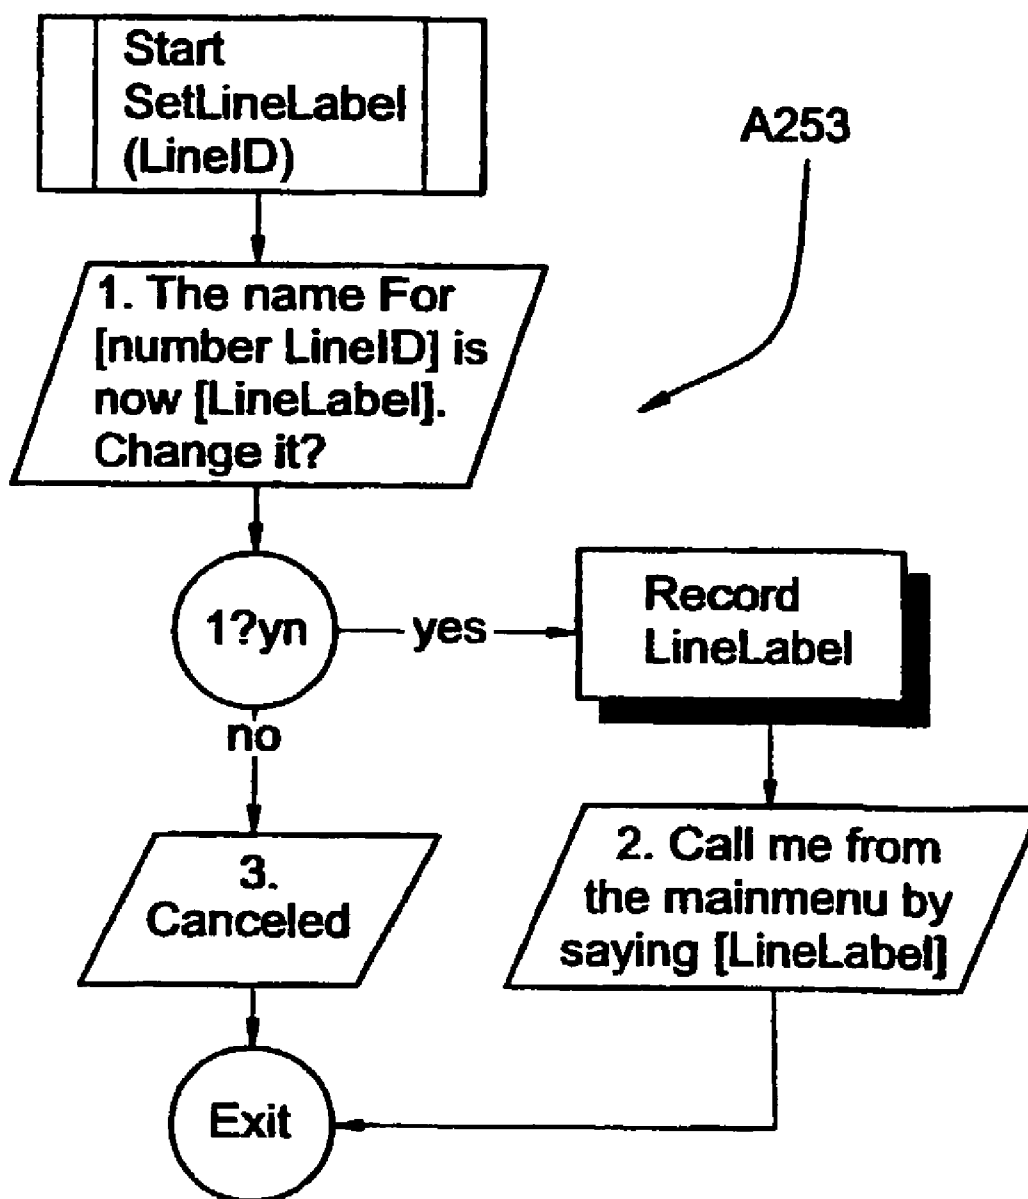 Start
SetLineLabel
(LineID)
A253
1. The name For
[number LineID] is
now [LineLabel].
Change it?
1?yn
yes
Record
LineLabel
no
3.
Canceled
2. Call me from
the mainmenu by
saying [LineLabel]
Exit